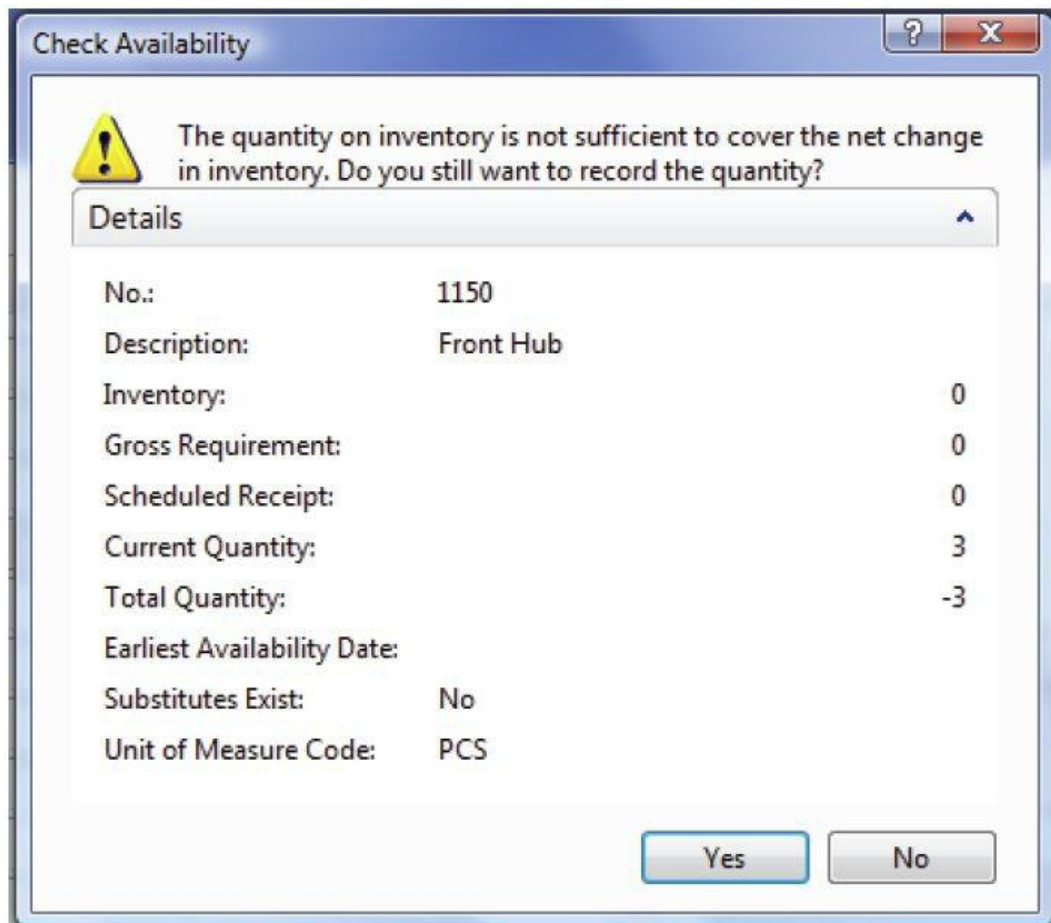 Check Availability
The quantity on inventory is not sufficient to cover the net change
in inventory. Do you still want to record the quantity?
Details
No.: 1150
Description: Front Hub
Inventory: 0
Gross Requirement: 0
Scheduled Receipt: 0
Current Quantity: 3
Total Quantity: -3
Earliest Availability Date:
Substitutes Exist: No
Unit of Measure Code: PCS
Yes No